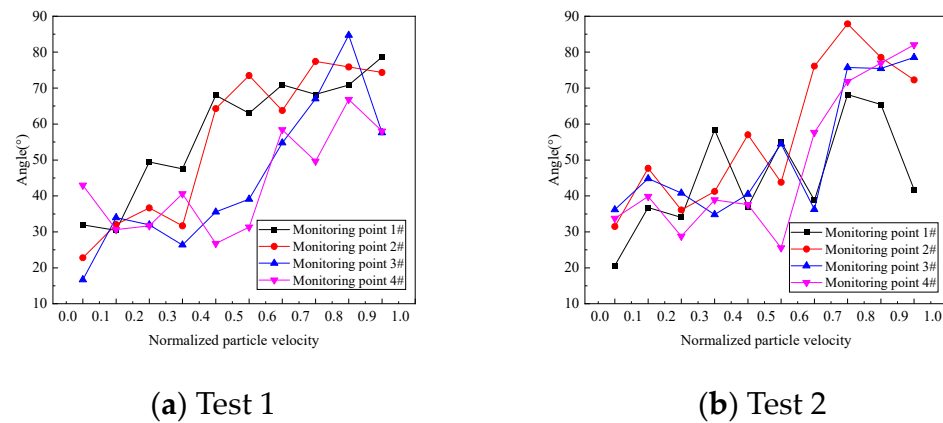 90
80
70
60
50
40
30
20
10
Angle(°)
Monitoring point 1#
Monitoring point 2#
Monitoring point 3#
Monitoring point 4#
0.0 0.1 0.2 0.3 0.4 0.5 0.6 0.7 0.8 0.9 1.0
Normalized particle velocity
(a) Test 1
90
80
70
60
50
40
30
20
10
Angle(°)
Monitoring point 1#
Monitoring point 2#
Monitoring point 3#
Monitoring point 4#
0.0 0.1 0.2 0.3 0.4 0.5 0.6 0.7 0.8 0.9 1.0
Normalized particle velocity
(b) Test 2